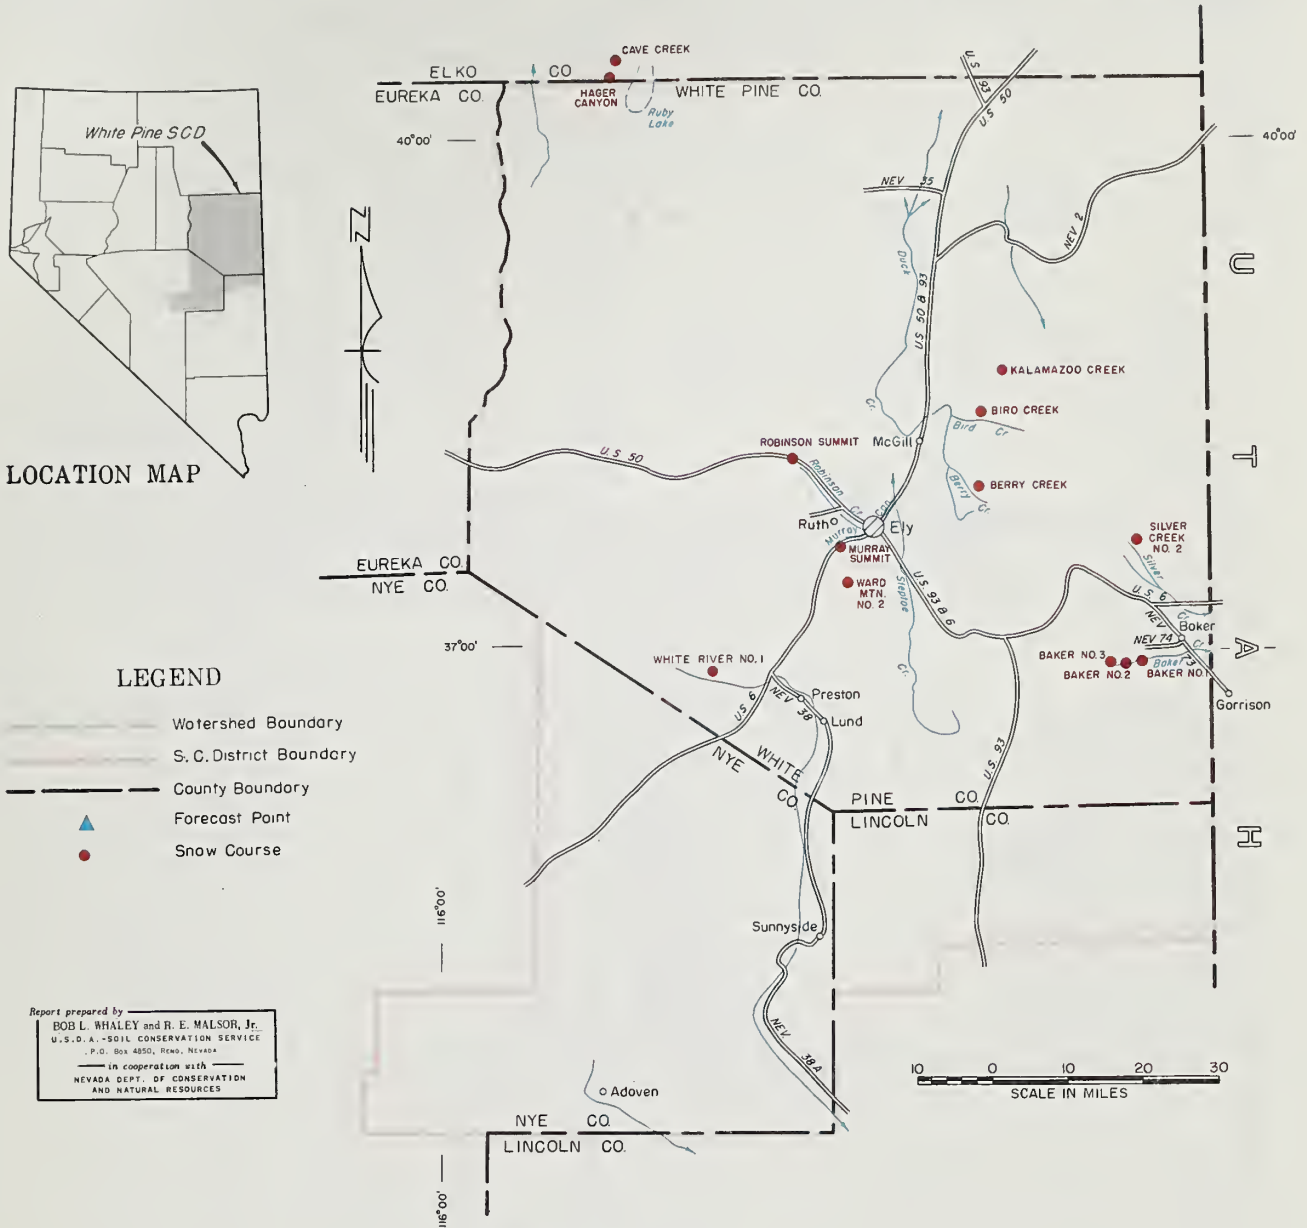 CAVE CREEK
ELKO CO
EUREKA CO.
HAGER
CANYON
WHITE PINE CO.
Ruby
Lake
U.S 93
U.S 50
40°00'
40°00'
White Pine SCD
LOCATION MAP
NEV 35
NEV 2
Duck
Cr.
U.S 50 & 93
U
T
A
H
KALAMAZOO CREEK
BIRD CREEK
Bird Cr
McGill
ROBINSON SUMMIT
U.S. 50
Robinson
Cr.
BERRY CREEK
Berry
Cr.
Ruth
Ely
Murray
MURRAY
SUMMIT
WARD
MTN.
NO. 2
Steptoe
Cr.
U.S. 93 & 6
SILVER
CREEK
NO. 2
Silver
Cr.
U.S. 6
NEV
73
Baker
NEV 74
BAKER NO.3
BAKER NO.2
BAKER NO.1
Baker
Cr
Gorrison
EUREKA CO.
NYE CO.
37°00'
WHITE RIVER NO.1
Preston
Lund
NEV 38
U.S. 6
U.S. 93
NYE
CO.
WHITE
PINE CO.
LINCOLN CO.
LEGEND
Watershed Boundary
S.C. District Boundary
County Boundary
Forecast Point
Snow Course
116°00'
Sunnyside
NEV. 38A
Report prepared by
BOB L. WHALEY and R. E. MALSOR, Jr.
U.S.D.A.-SOIL CONSERVATION SERVICE
P.O. Box 4850, RENO, NEVADA
in cooperation with
NEVADA DEPT. OF CONSERVATION
AND NATURAL RESOURCES
Adoven
NYE CO.
LINCOLN CO.
116°00'
10 0 10 20 30
SCALE IN MILES